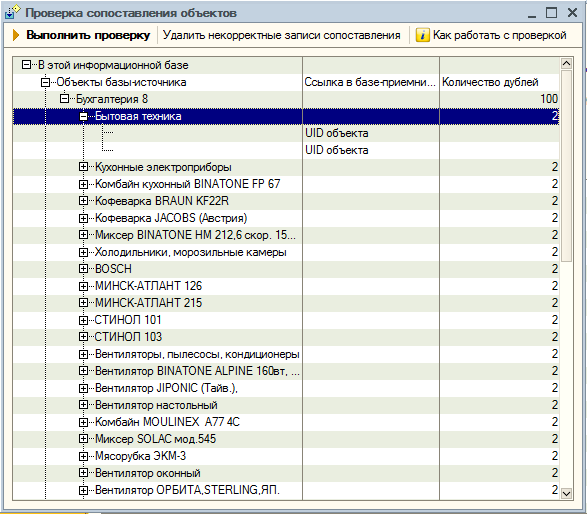 Проверка сопоставления объектов
Выполнить проверку Удалить некорректные записи сопоставления Как работать с проверкой
В этой информационной базе
Объекты базы-источника Ссылка в базе-приемни... Количество дублей
Бухгалтерия 8 100
Бытовая техника 2
UID объекта
UID объекта
Кухонные электроприборы 2
Комбайн кухонный BINATONE FP 67 2
Кофеварка BRAUN KF22R 2
Кофеварка JACOBS (Австрия) 2
Миксер BINATONE HM 212,6 скор. 15... 2
Холодильники, морозильные камеры 2
BOSCH 2
МИНСК-АТЛАНТ 126 2
МИНСК-АТЛАНТ 215 2
СТИНОЛ 101 2
СТИНОЛ 103 2
Вентиляторы, пылесосы, кондиционеры 2
Вентилятор BINATONE ALPINE 160вт, ... 2
Вентилятор JIPONIC (Тайв.), 2
Вентилятор настольный 2
Комбайн MOULINEX A77 4C 2
Миксер SOLAC мод.545 2
Мясорубка ЭКМ-3 2
Вентилятор оконный 2
Вентилятор ОРБИТА,STERLING,ЯП. 2